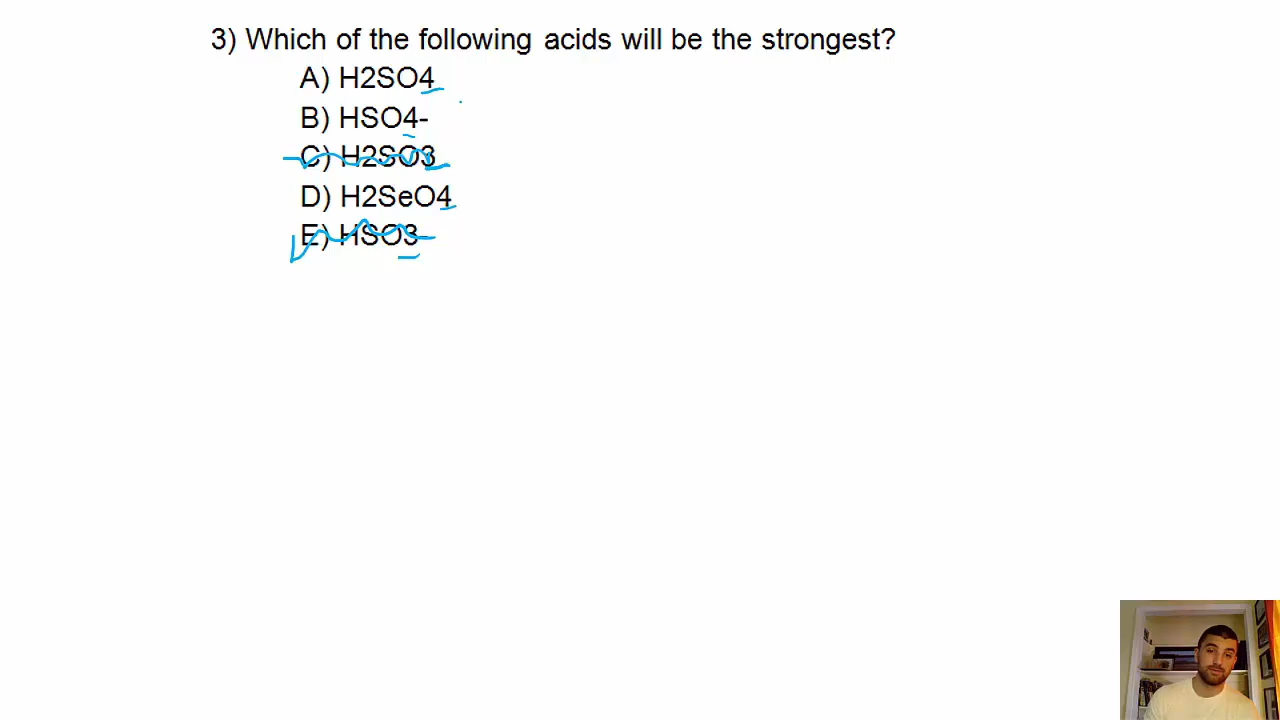 3) Which of the following acids will be the strongest?
A) H2SO4
B) HSO4-
C) H2SO3
D) H2SeO4
E) HSO3-